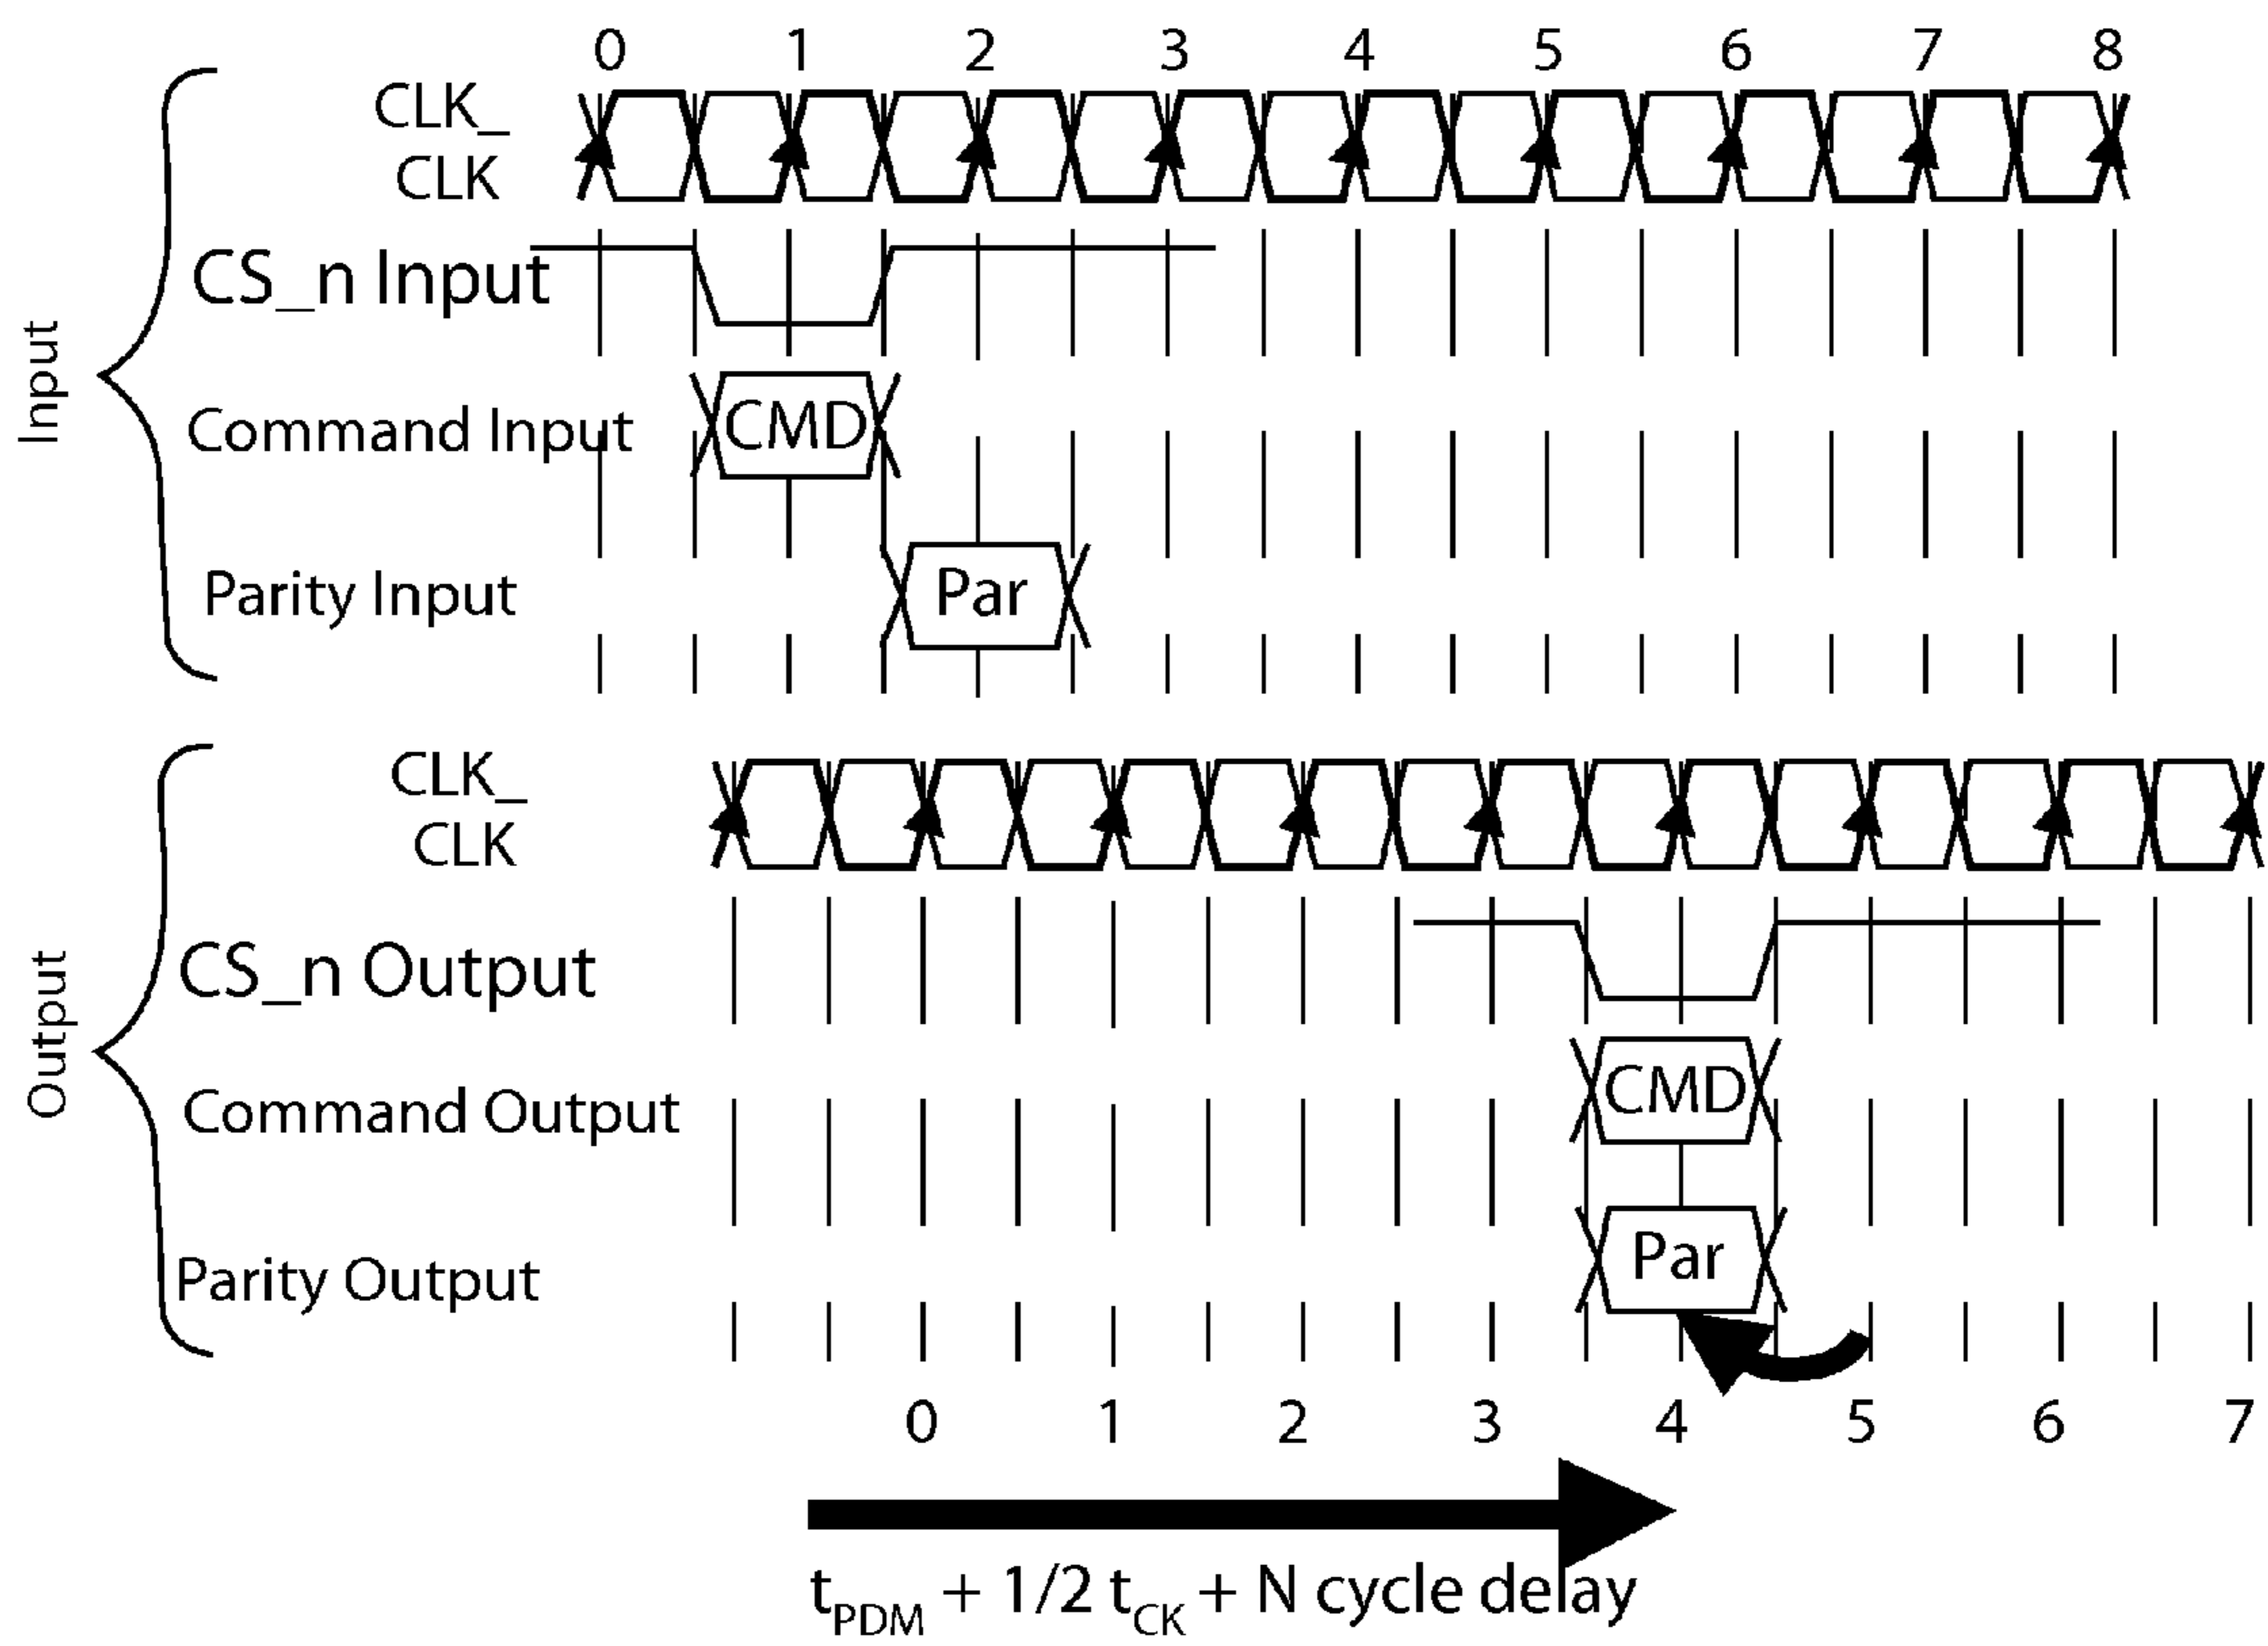 0 1 2 3 4 5 6 7 8
CLK_
CLK
CS_n Input
Input
Command Input
CMD
Parity Input
Par
CLK_
CLK
CS_n Output
Output
Command Output
CMD
Parity Output
Par
0 1 2 3 4 5 6 7
tPDM + 1/2 tCK + N cycle delay